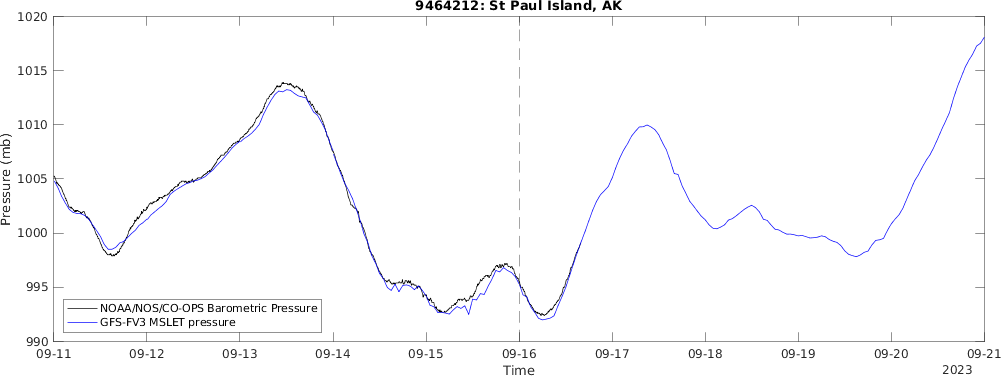 9464212: St Paul Island, AK
Pressure (mb)
1020
1015
1010
1005
1000
995
990
NOAA/NOS/CO-OPS Barometric Pressure
GFS-FV3 MSLET pressure
09-11 09-12 09-13 09-14 09-15 09-16 09-17 09-18 09-19 09-20 09-21
Time
2023